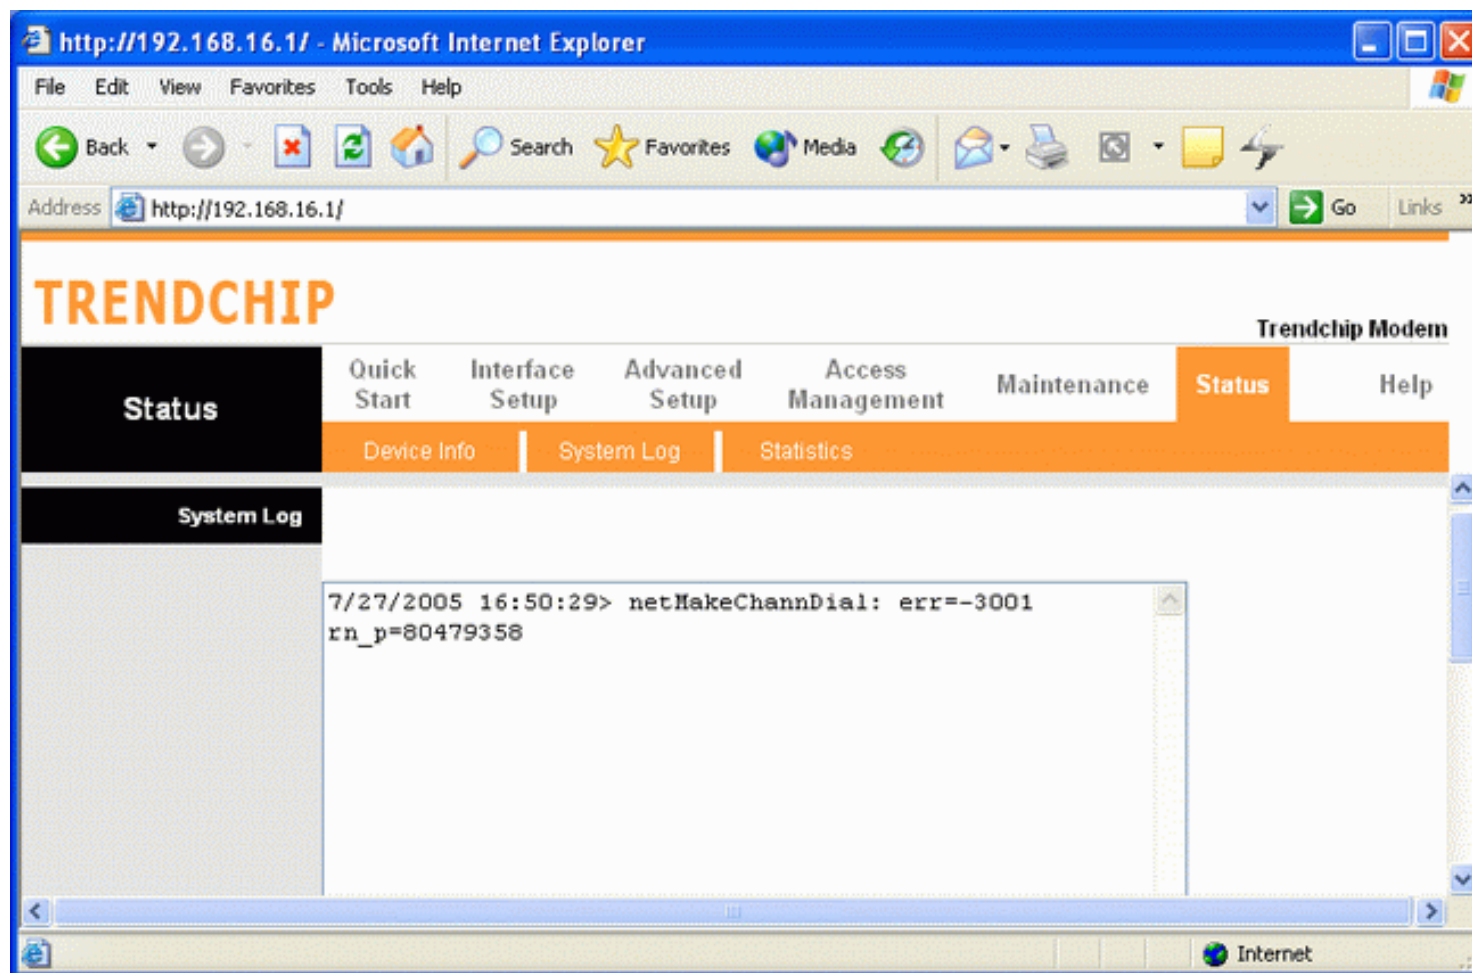 http://192.168.16.1/ - Microsoft Internet Explorer
File Edit View Favorites Tools Help
Back Search Favorites Media
Address http://192.168.16.1/ Go Links »
TRENDCHIP
Trendchip Modem
Status
Quick Start
Interface Setup
Advanced Setup
Access Management
Maintenance
Status
Help
Device Info System Log Statistics
System Log
7/27/2005 16:50:29> netMakeChannDial: err=-3001
rn_p=80479358
Internet